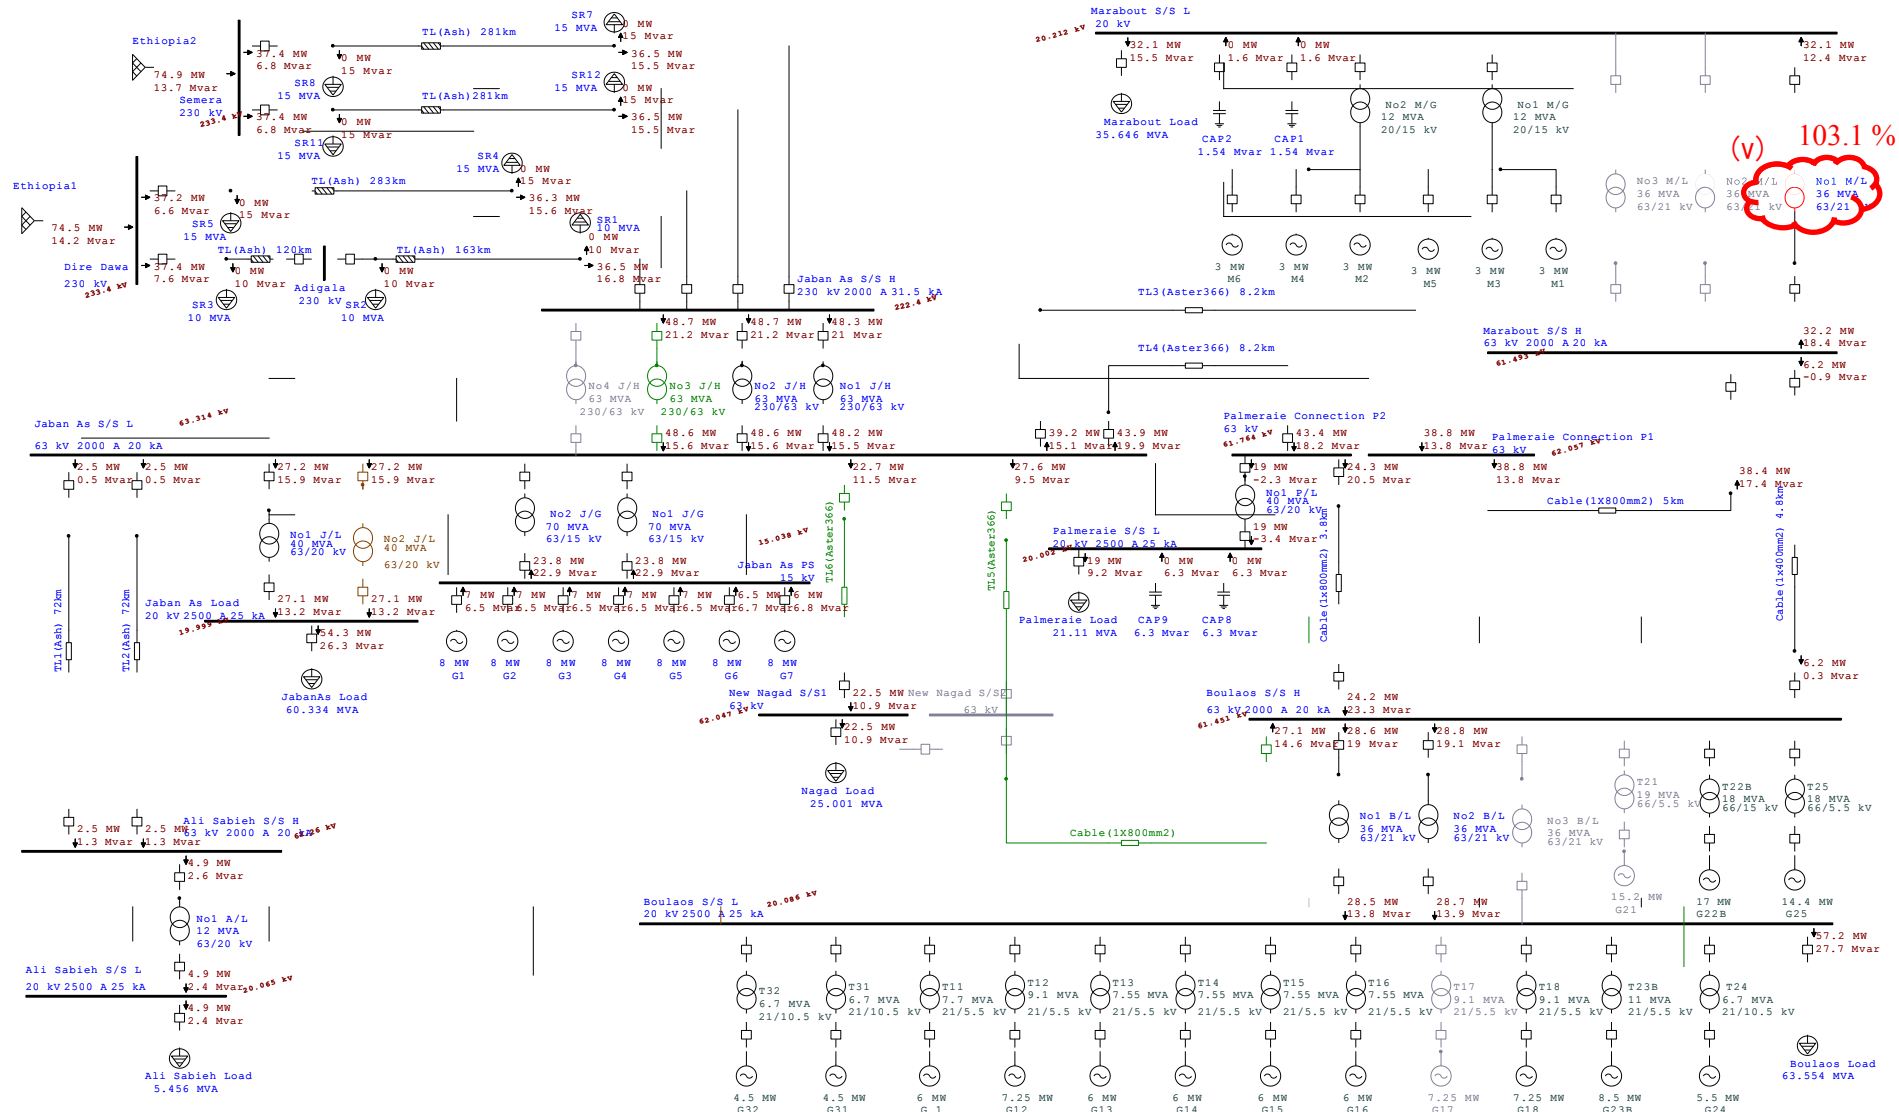 Ethiopia2
74.9 MW
13.7 Mvar
Semera
230 kV
233.4 kV
37.4 MW
6.8 Mvar
0 MW
15 Mvar
SR8
15 MVA
TL(Ash) 281km
SR7
15 MVA
0 MW
15 Mvar
36.5 MW
15.5 Mvar
SR12
15 MVA
0 MW
15 Mvar
37.4 MW
6.8 Mvar
0 MW
15 Mvar
SR11
15 MVA
TL(Ash)281km
36.5 MW
15.5 Mvar
Ethiopia1
74.5 MW
14.2 Mvar
Dire Dawa
230 kV
233.4 kV
37.2 MW
6.6 Mvar
0 MW
15 Mvar
SR5
15 MVA
TL(Ash) 283km
SR4
15 MVA
0 MW
15 Mvar
36.3 MW
15.6 Mvar
SR1
10 MVA
0 MW
10 Mvar
36.5 MW
16.8 Mvar
TL(Ash) 120km
37.4 MW
7.6 Mvar
0 MW
10 Mvar
SR3
10 MVA
Adigala
230 kV
TL(Ash) 163km
0 MW
10 Mvar
SR2
10 MVA
Jaban As S/S H
230 kV 2000 A 31.5 kA
222.4 kV
48.7 MW
21.2 Mvar
48.7 MW
21.2 Mvar
48.3 MW
21 Mvar
No4 J/H
63 MVA
230/63 kV
No3 J/H
63 MVA
230/63 kV
No2 J/H
63 MVA
230/63 kV
No1 J/H
63 MVA
230/63 kV
48.6 MW
15.6 Mvar
48.6 MW
15.6 Mvar
48.2 MW
15.5 Mvar
Jaban As S/S L
63 kV 2000 A 20 kA
63.314 kV
39.2 MW
15.1 Mvar
43.9 MW
19.9 Mvar
2.5 MW
0.5 Mvar
2.5 MW
0.5 Mvar
27.2 MW
15.9 Mvar
27.2 MW
15.9 Mvar
22.7 MW
11.5 Mvar
27.6 MW
9.5 Mvar
TL1(Ash) 72km
TL2(Ash) 72km
No1 J/L
40 MVA
63/20 kV
No2 J/L
40 MVA
63/20 kV
27.1 MW
13.2 Mvar
27.1 MW
13.2 Mvar
Jaban As Load
20 kV 2500 A 25 kA
54.3 MW
26.3 Mvar
JabanAs Load
60.334 MVA
No2 J/G
70 MVA
63/15 kV
No1 J/G
70 MVA
63/15 kV
23.8 MW
22.9 Mvar
23.8 MW
22.9 Mvar
15.038 kV
Jaban As PS
15 kV
7 MW
6.5 Mvar
7 MW
6.5 Mvar
7 MW
6.5 Mvar
7 MW
6.5 Mvar
7 MW
6.5 Mvar
6.5 MW
6.7 Mvar
6 MW
6.8 Mvar
8 MW
G1
8 MW
G2
8 MW
G3
8 MW
G4
8 MW
G5
8 MW
G6
8 MW
G7
TL6(Aster366)
TL5(Aster366)
New Nagad S/S1
63 kV
62.047 kV
22.5 MW
10.9 Mvar
22.5 MW
10.9 Mvar
Nagad Load
25.001 MVA
63 kV
Cable(1X800mm2)
2.5 MW
1.3 Mvar
2.5 MW
1.3 Mvar
Ali Sabieh S/S H
63 kV 2000 A 20 kA
4.9 MW
2.6 Mvar
No1 A/L
12 MVA
63/20 kV
Ali Sabieh S/S L
20 kV 2500 A 25 kA
20.065 kV
4.9 MW
2.4 Mvar
4.9 MW
2.4 Mvar
Ali Sabieh Load
5.456 MVA
Marabout S/S L
20 kV
20.212 kV
32.1 MW
15.5 Mvar
0 MW
1.6 Mvar
0 MW
1.6 Mvar
32.1 MW
12.4 Mvar
Marabout Load
35.646 MVA
CAP2
1.54 Mvar
CAP1
1.54 Mvar
No2 M/G
12 MVA
20/15 kV
No1 M/G
12 MVA
20/15 kV
(v)
103.1 %
No3 M/L
36 MVA
63/21 kV
No1 M/L
36 MVA
63/21
3 MW
M6
3 MW
M4
3 MW
M2
3 MW
M5
3 MW
M3
3 MW
M1
TL3(Aster366) 8.2km
TL4(Aster366) 8.2km
Marabout S/S H
63 kV 2000 A 20 kA
61.493 kV
32.2 MW
18.4 Mvar
6.2 MW
-0.9 Mvar
Palmeraie Connection P2
63 kV
61.764 kV
43.4 MW
18.2 Mvar
38.8 MW
13.8 Mvar
Palmeraie Connection P1
63 kV
62.057 kV
38.8 MW
13.8 Mvar
38.4 MW
17.4 Mvar
Cable(1X800mm2) 5km
19 MW
-2.3 Mvar
24.3 MW
20.5 Mvar
No1 P/L
40 MVA
63/20 kV
19 MW
-3.4 Mvar
Palmeraie S/S L
20 kV 2500 A 25 kA
20.002 kV
19 MW
9.2 Mvar
0 MW
6.3 Mvar
0 MW
6.3 Mvar
Palmeraie Load
21.11 MVA
CAP9
6.3 Mvar
CAP8
6.3 Mvar
Cable(1x800mm2) 3.8km
Cable(1x400mm2) 4.8km
6.2 MW
0.3 Mvar
Boulaos S/S H
63 kV 2000 A 20 kA
61.451 kV
24.2 MW
23.3 Mvar
27.1 MW
14.6 Mvar
28.6 MW
19 Mvar
28.8 MW
19.1 Mvar
No1 B/L
36 MVA
63/21 kV
No2 B/L
36 MVA
63/21 kV
No3 B/L
36 MVA
63/21 kV
T21
19 MVA
66/5.5 kV
T22B
18 MVA
66/15 kV
T25
18 MVA
66/5.5 kV
15.2 MW
G21
17 MW
G22B
14.4 MW
G25
28.5 MW
13.8 Mvar
28.7 MW
13.9 Mvar
Boulaos S/S L
20 kV 2500 A 25 kA
20.086 kV
57.2 MW
27.7 Mvar
T32
6.7 MVA
21/10.5 kV
T31
6.7 MVA
21/10.5 kV
T11
7.7 MVA
21/5.5 kV
T12
9.1 MVA
21/5.5 kV
T13
7.55 MVA
21/5.5 kV
T14
7.55 MVA
21/5.5 kV
T15
7.55 MVA
21/5.5 kV
T16
7.55 MVA
21/5.5 kV
T17
9.1 MVA
21/5.5 kV
T18
9.1 MVA
21/5.5 kV
T23B
11 MVA
21/5.5 kV
T24
6.7 MVA
21/10.5 kV
4.5 MW
G32
4.5 MW
G31
6 MW
7.25 MW
G12
6 MW
G13
6 MW
G14
6 MW
G15
6 MW
G16
7.25 MW
G17
7.25 MW
G18
8.5 MW
G23B
5.5 MW
G24
Boulaos Load
63.554 MVA